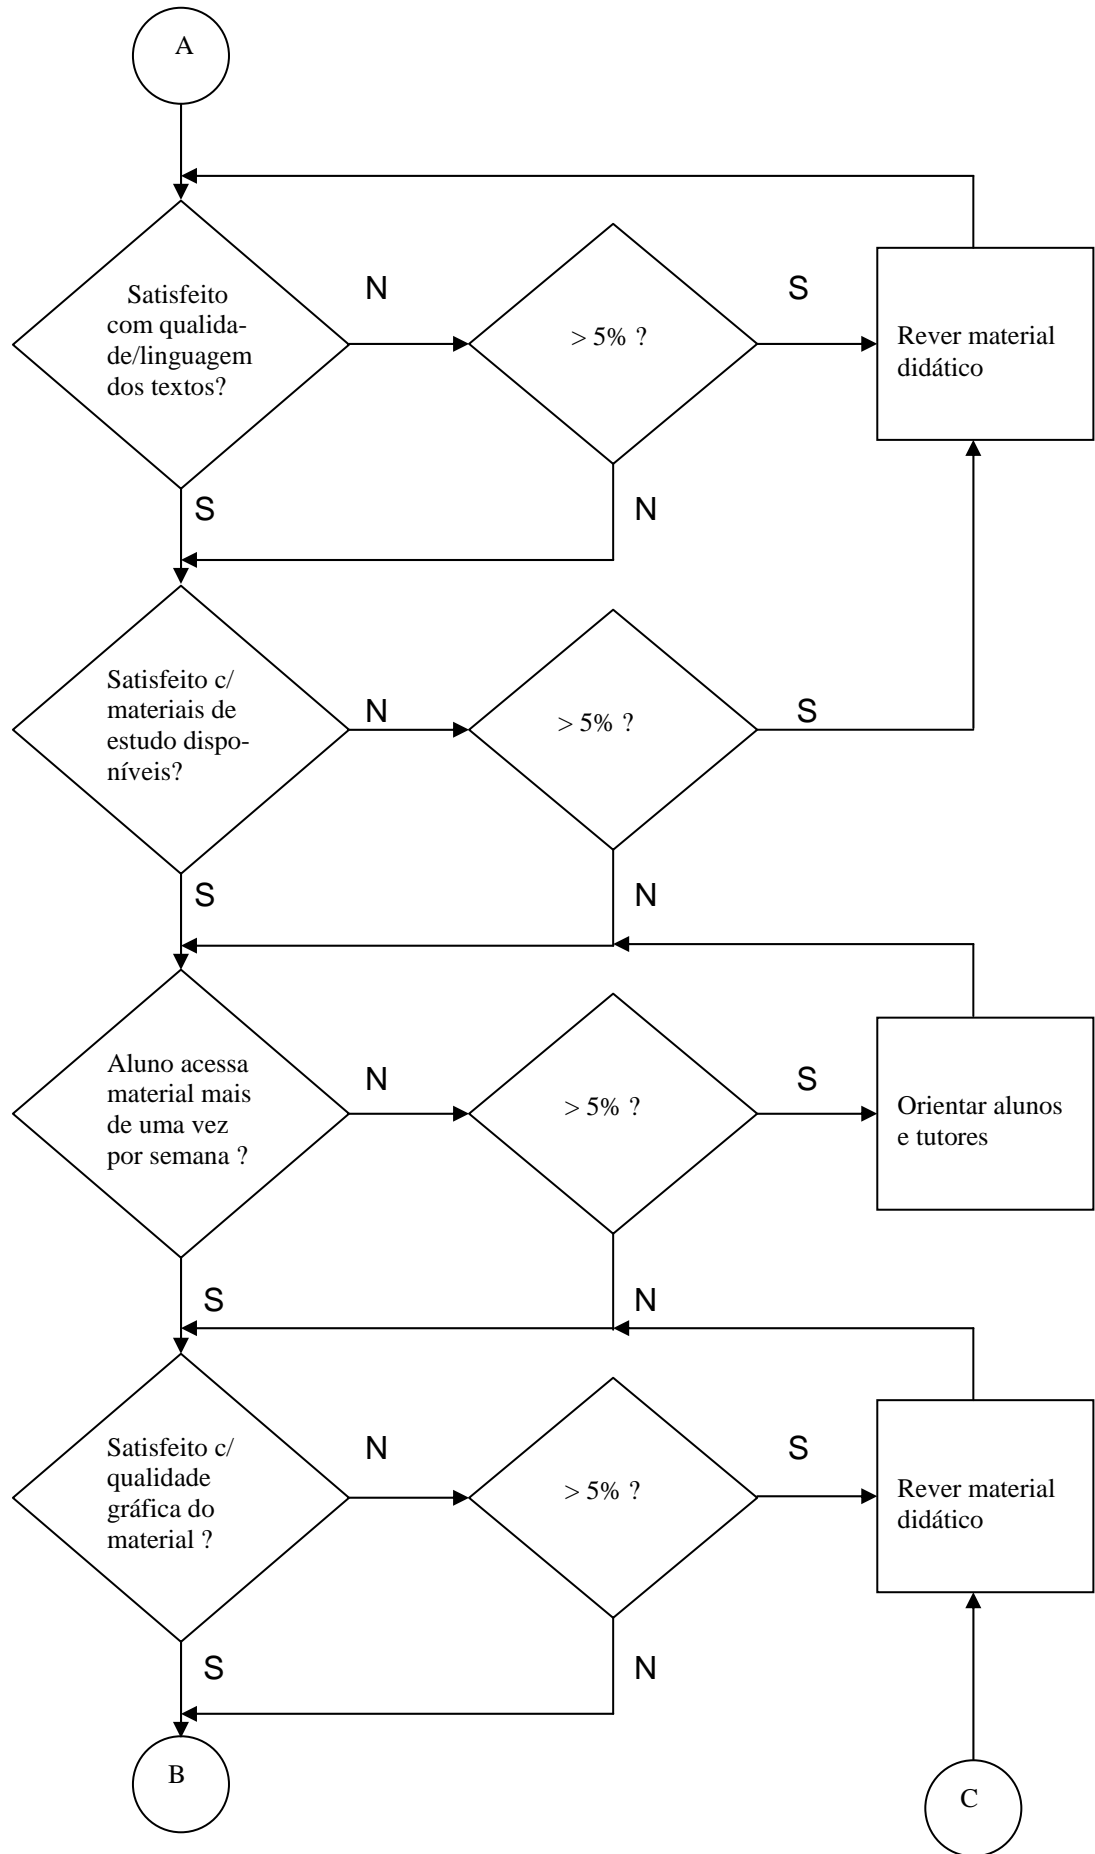 A
Satisfeito
com qualida-
de/linguagem
dos textos?
N
> 5% ?
S
Rever material
didático
S
N
Satisfeito c/
materiais de
estudo dispo-
níveis?
N
> 5% ?
S
S
N
Aluno acessa
material mais
de uma vez
por semana ?
N
> 5% ?
S
Orientar alunos
e tutores
S
N
Satisfeito c/
qualidade
gráfica do
material ?
N
> 5% ?
S
Rever material
didático
S
N
B
C